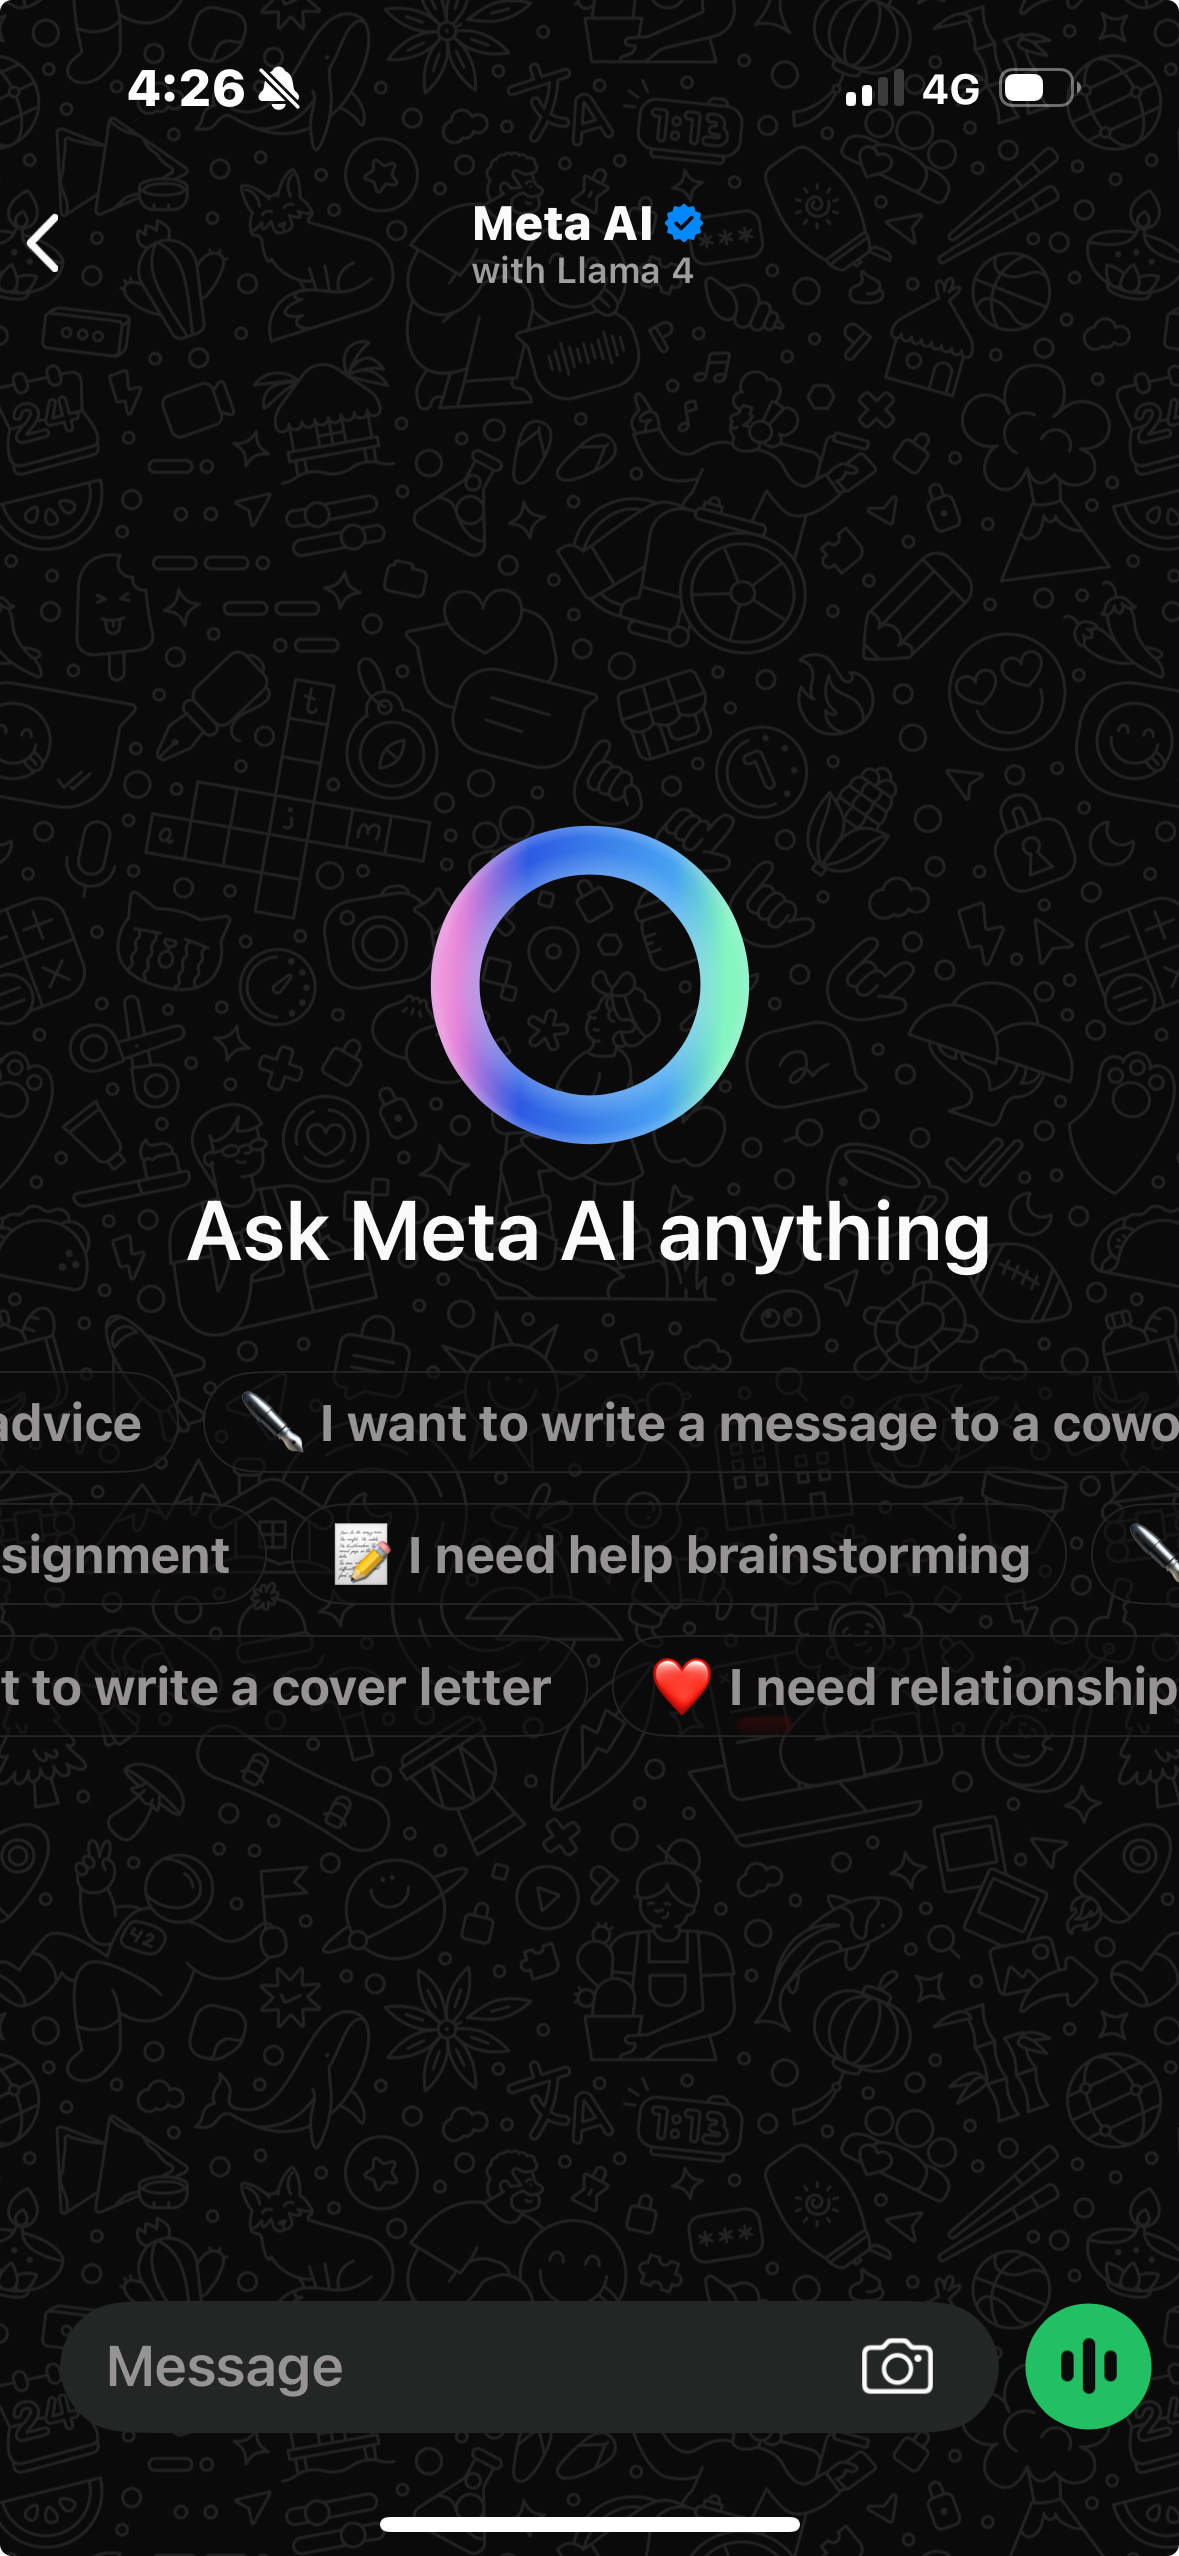 4:26 4G
Meta AI
with Llama 4
Ask Meta AI anything
advice I want to write a message to a cowo
signment I need help brainstorming
t to write a cover letter I need relationship
Message